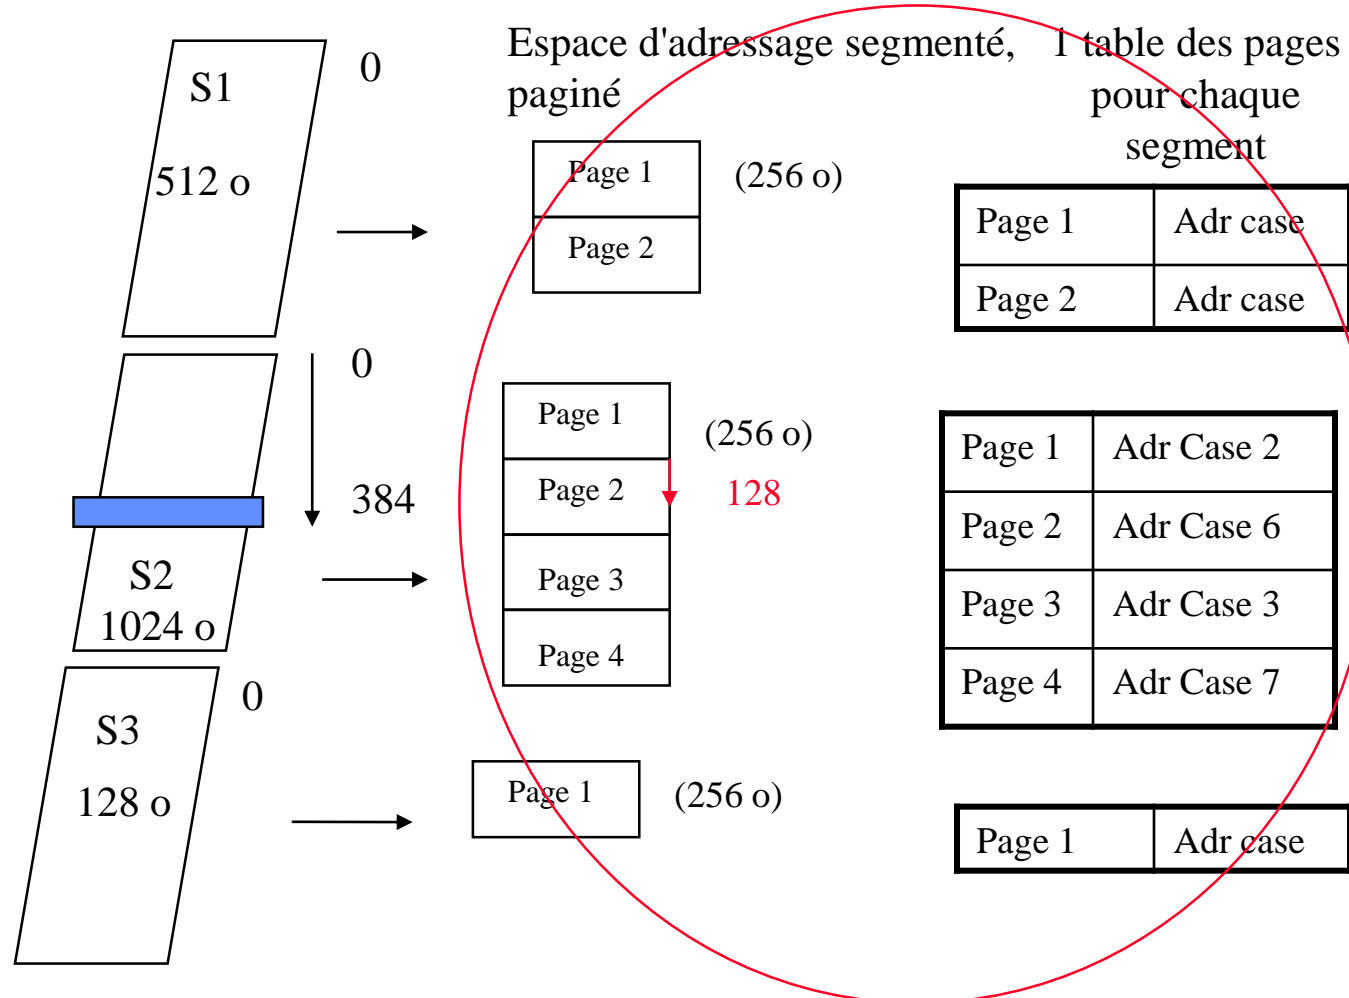 Espace d'adressage segmenté,
paginé
1 table des pages
pour chaque
segment
S1
0
512 o
Page 1
(256 o)
Page 2
Page 1 Adr case
Page 2 Adr case
0
384
S2
1024 o
Page 1
(256 o)
Page 2
128
Page 3
Page 4
Page 1 Adr Case 2
Page 2 Adr Case 6
Page 3 Adr Case 3
Page 4 Adr Case 7
0
S3
128 o
Page 1
(256 o)
Page 1 Adr case